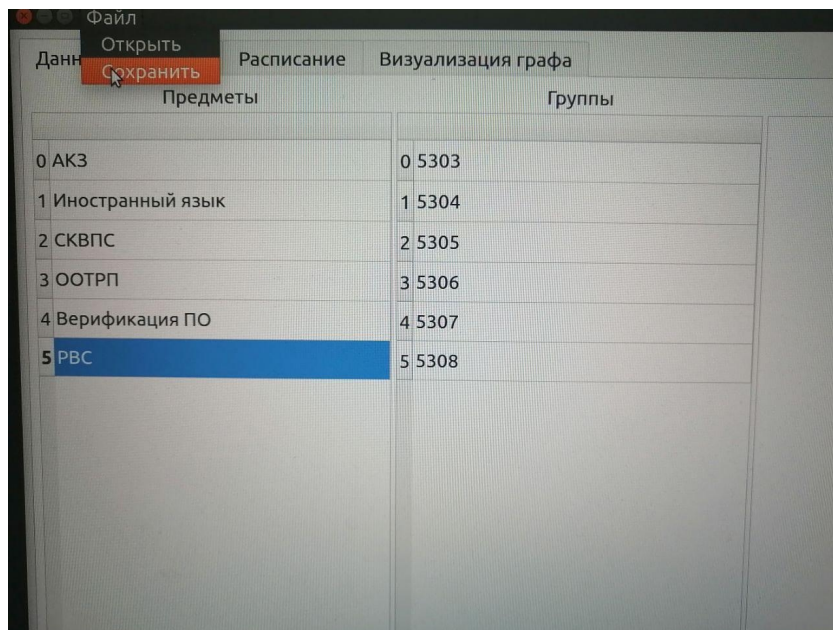 Файл
Открыть
Сохранить
Данн Расписание Визуализация графа
Предметы Группы
0 АКЗ 0 5303
1 Иностранный язык 1 5304
2 СКВПС 2 5305
3 ООТРП 3 5306
4 Верификация ПО 4 5307
5 РВС 5 5308